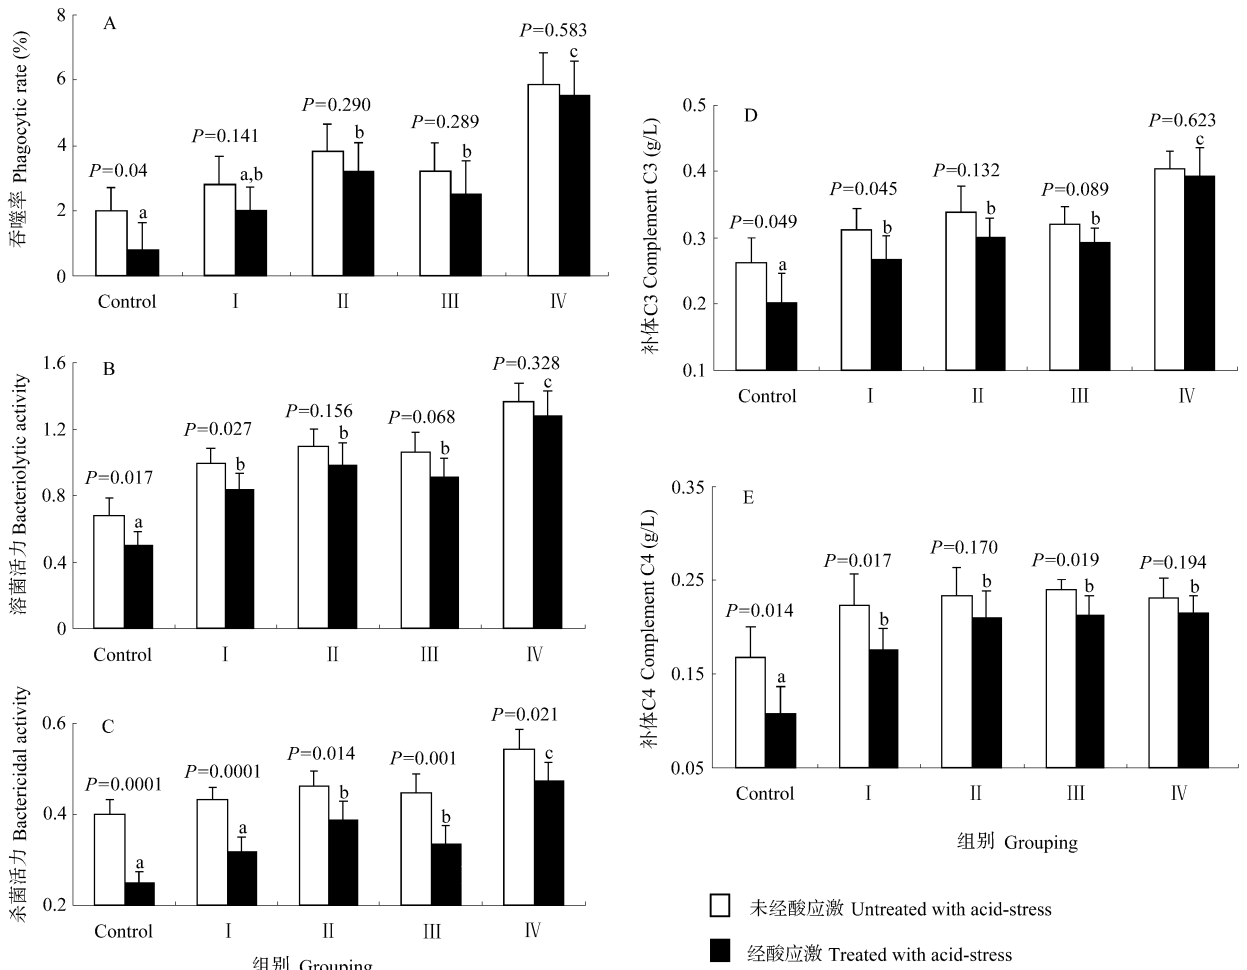 A
吞噬率 Phagocytic rate (%)
8
6
4
2
0
P=0.04
a
P=0.141
a,b
P=0.290
b
P=0.289
b
P=0.583
c
Control
I
II
III
IV
B
溶菌活力 Bacteriolytic activity
1.6
1.2
0.8
0.4
0
P=0.017
a
P=0.027
b
P=0.156
b
P=0.068
b
P=0.328
c
Control
I
II
III
IV
C
杀菌活力 Bactericidal activity
0.6
0.4
0.2
P=0.0001
a
P=0.0001
a
P=0.014
b
P=0.001
b
P=0.021
c
Control
I
II
III
IV
组别 Grouping
D
补体C3 Complement C3 (g/L)
0.5
0.4
0.3
0.2
0.1
P=0.049
a
P=0.045
b
P=0.132
b
P=0.089
b
P=0.623
c
Control
I
II
III
IV
E
补体C4 Complement C4 (g/L)
0.35
0.25
0.15
0.05
P=0.014
a
P=0.017
b
P=0.170
b
P=0.019
b
P=0.194
b
Control
I
II
III
IV
组别 Grouping
未经酸应激 Untreated with acid-stress
经酸应激 Treated with acid-stress